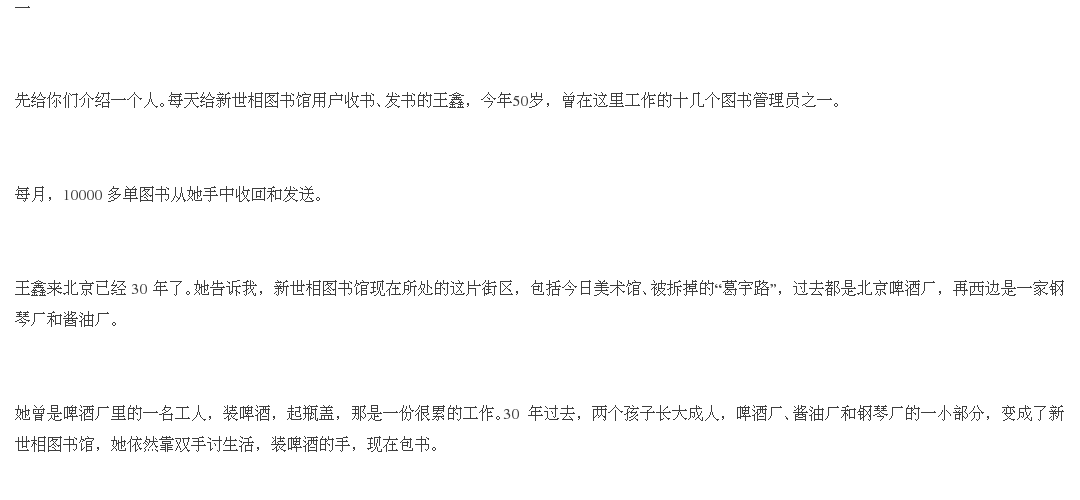 一
先给你们介绍一个人。每天给新世相图书馆用户收书、发书的王鑫，今年50岁，曾在这里工作的十几个图书管理员之一。
每月，10000 多单图书从她手中收回和发送。
王鑫来北京已经 30 年了。她告诉我，新世相图书馆现在所处的这片街区，包括今日美术馆、被拆掉的“葛宇路”，过去都是北京啤酒厂，再西边是一家钢
琴厂和酱油厂。
她曾是啤酒厂里的一名工人，装啤酒，起瓶盖，那是一份很累的工作。30 年过去，两个孩子长大成人，啤酒厂、酱油厂和钢琴厂的一小部分，变成了新
世相图书馆，她依然靠双手讨生活，装啤酒的手，现在包书。